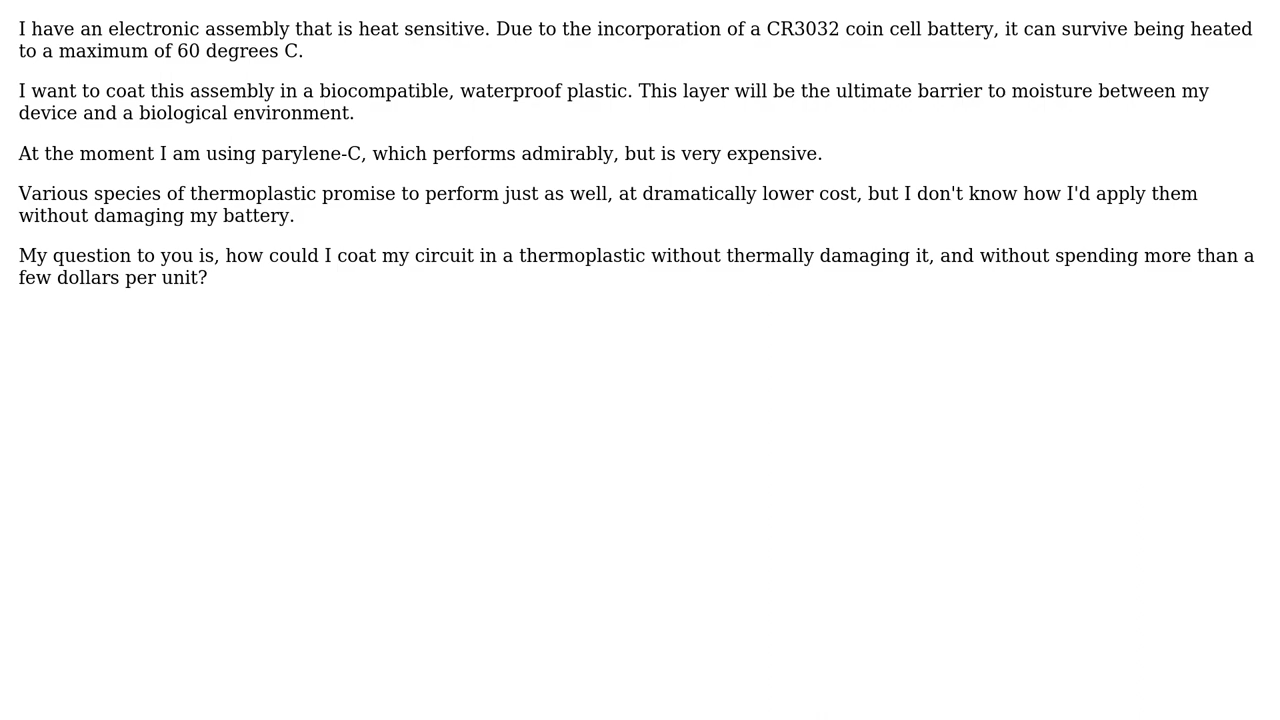 I have an electronic assembly that is heat sensitive. Due to the incorporation of a CR3032 coin cell battery, it can survive being heated
to a maximum of 60 degrees C.
I want to coat this assembly in a biocompatible, waterproof plastic. This layer will be the ultimate barrier to moisture between my
device and a biological environment.
At the moment I am using parylene-C, which performs admirably, but is very expensive.
Various species of thermoplastic promise to perform just as well, at dramatically lower cost, but I don't know how I'd apply them
without damaging my battery.
My question to you is, how could I coat my circuit in a thermoplastic without thermally damaging it, and without spending more than a
few dollars per unit?